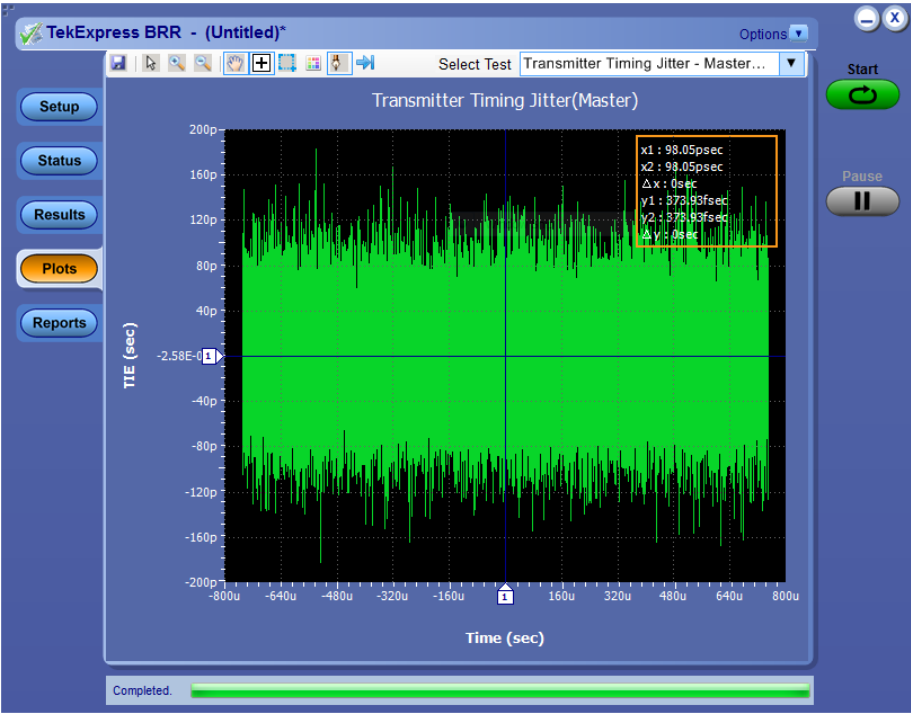 TekExpress BRR - (Untitled)*
Options
Select Test Transmitter Timing Jitter - Master...
Start
Pause
Setup
Status
Results
Plots
Reports
Transmitter Timing Jitter(Master)
x1 : 98.05psec
x2 : 98.05psec
Δx : 0sec
y1 : 373.93fsec
y2 : 373.93fsec
Δy : 0sec
TIE (sec)
200p
160p
120p
80p
40p
-2.58E-0
1
-40p
-80p
-120p
-160p
-200p
-800u -640u -480u -320u -160u 1 160u 320u 480u 640u 800u
Time (sec)
Completed.